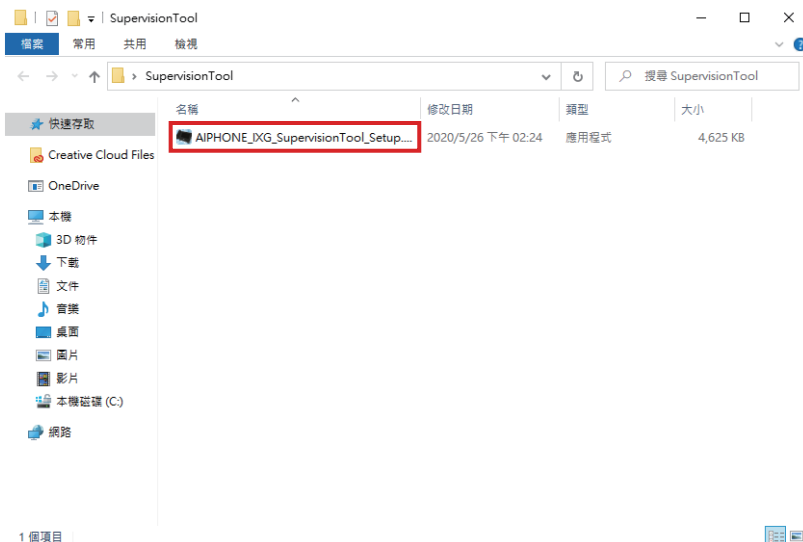 SupervisionTool
檔案 常用 共用 檢視
SupervisionTool 搜尋 SupervisionTool
名稱 修改日期 類型 大小
快速存取
AIPHONE_IXG_SupervisionTool_Setup.... 2020/5/26 下午 02:24 應用程式 4,625 KB
Creative Cloud Files
OneDrive
本機
3D 物件
下載
文件
音樂
桌面
圖片
影片
本機磁碟 (C:)
網路
1 個項目